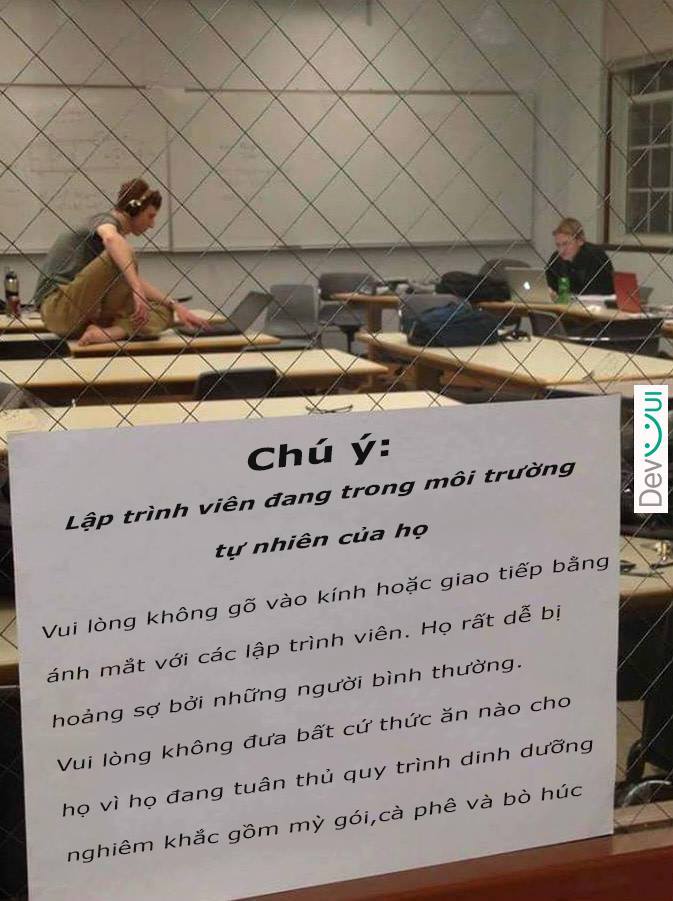 Chú ý:
Lập trình viên đang trong môi trường
tự nhiên của họ
Vui lòng không gõ vào kính hoặc giao tiếp bằng
ánh mắt với các lập trình viên. Họ rất dễ bị
hoảng sợ bởi những người bình thường.
Vui lòng không đưa bất cứ thức ăn nào cho
họ vì họ đang tuân thủ quy trình dinh dưỡng
nghiêm khắc gồm mỳ gói,cà phê và bò húc
Dev vui